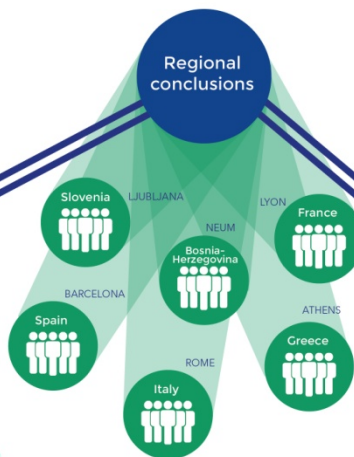 Regional
conclusions
Slovenia
LJUBLJANA
LYON
France
NEUM
Bosnia-
Herzegovina
BARCELONA
Spain
ATHENS
Greece
ROME
Italy